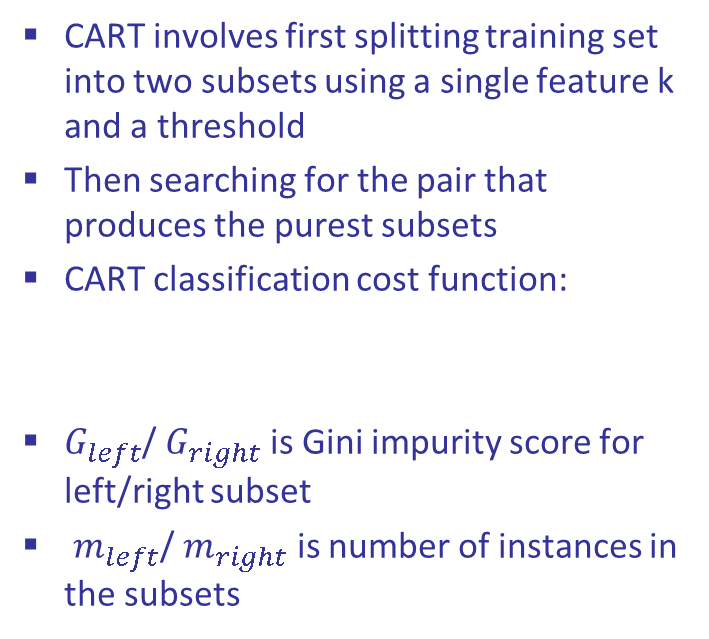 ▪ CART involves first splitting training set
into two subsets using a single feature k
and a threshold
▪ Then searching for the pair that
produces the purest subsets
▪ CART classification cost function:
▪ $G_{left}$/ $G_{right}$ is Gini impurity score for
left/right subset
▪ $m_{left}$/ $m_{right}$ is number of instances in
the subsets